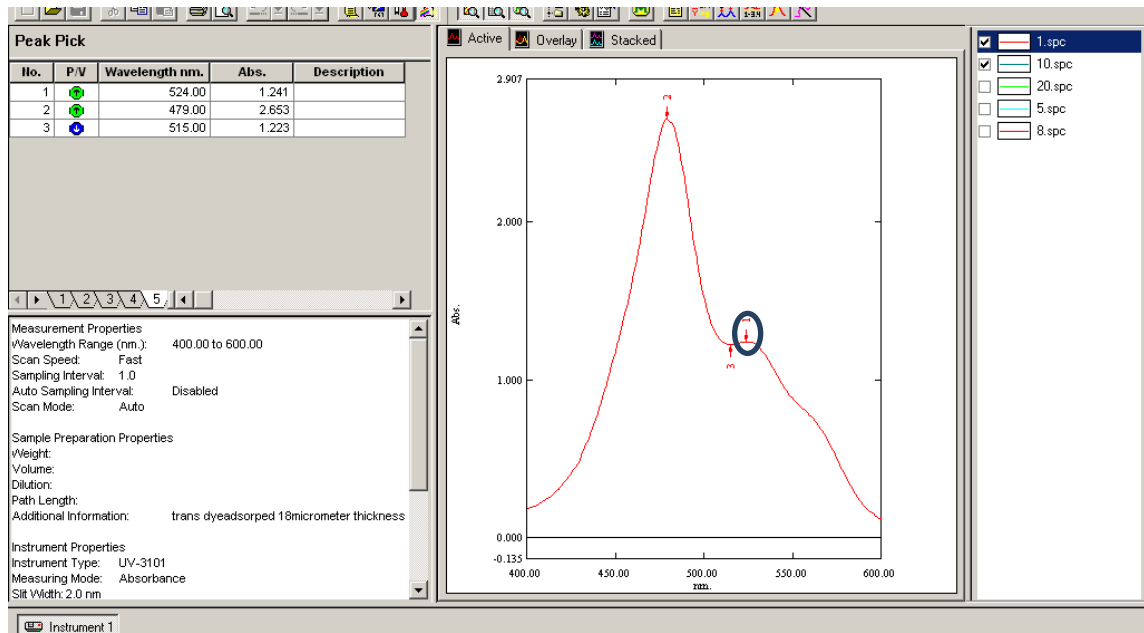 Peak Pick
No. P/V Wavelength nm. Abs. Description
1 524.00 1.241
2 479.00 2.653
3 515.00 1.223
1 2 3 4 5
Measurement Properties
Wavelength Range (nm.): 400.00 to 600.00
Scan Speed: Fast
Sampling Interval: 1.0
Auto Sampling Interval: Disabled
Scan Mode: Auto
Sample Preparation Properties
Weight:
Volume:
Dilution:
Path Length:
Additional Information: trans dyeadsorped 18micrometer thickness
Instrument Properties
Instrument Type: UV-3101
Measuring Mode: Absorbance
Slit Width: 2.0 nm
Instrument 1
Active Overlay Stacked
2.907
2
2.000
Abs.
1
3
1.000
0.000
-0.135
400.00 450.00 500.00 550.00 600.00
nm.
1.spc
10.spc
20.spc
5.spc
8.spc